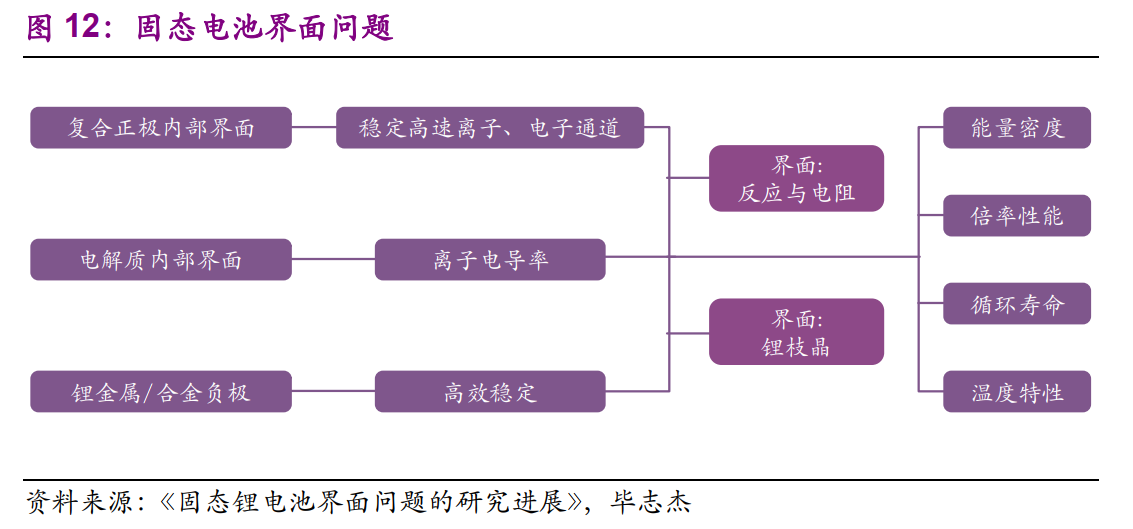 图 12：固态电池界面问题
复合正极内部界面
稳定高速离子、电子通道
能量密度
界面:
反应与电阻
倍率性能
电解质内部界面
离子电导率
循环寿命
界面:
锂枝晶
锂金属/合金负极
高效稳定
温度特性
资料来源：《固态锂电池界面问题的研究进展》，毕志杰